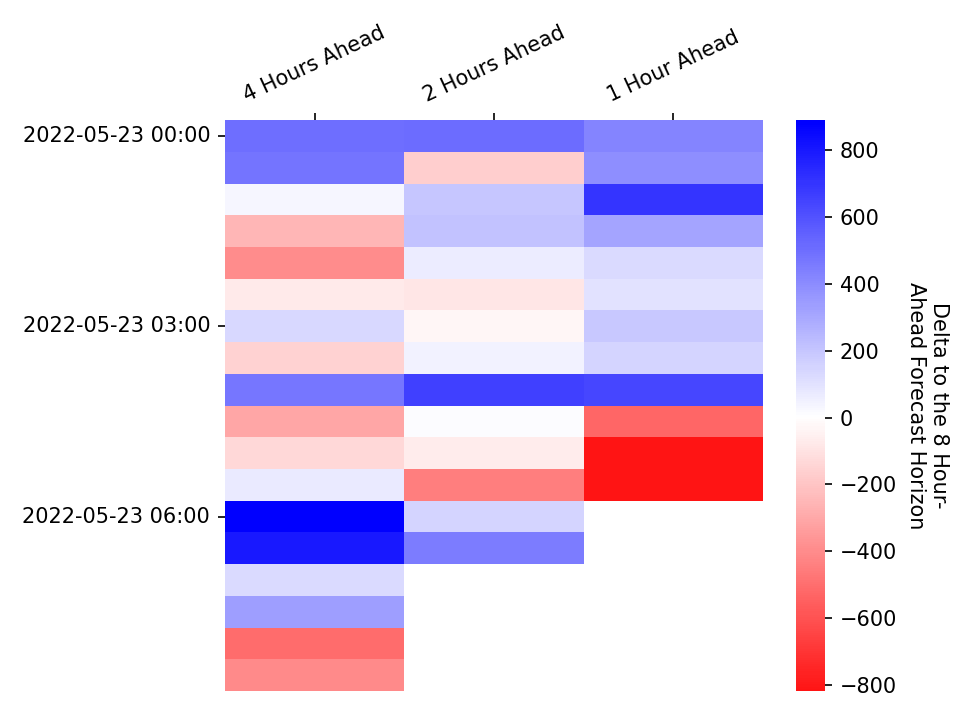 4 Hours Ahead
2 Hours Ahead
1 Hour Ahead
2022-05-23 00:00
2022-05-23 03:00
2022-05-23 06:00
800
600
400
200
0
−200
−400
−600
−800
Delta to the 8 Hour-
Ahead Forecast Horizon